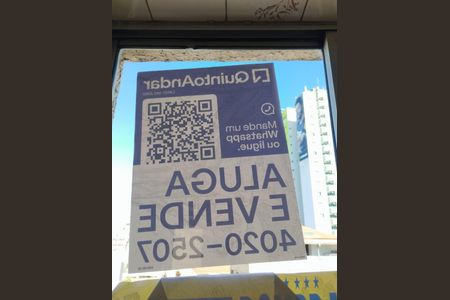 QuintoAndar
Mande um
Whatsapp
ou ligue.
ALUGA
E VENDE
4020-2507